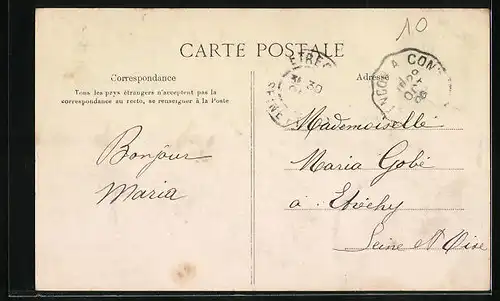 10
CARTE POSTALE
Correspondance
Tous les pays étrangers n'acceptent pas la
correspondance au recto, se renseigner à la Poste
Adresse
Bonjour
Maria
Mademoiselle
Maria Gobé
à Etréchy
Seine et Oise